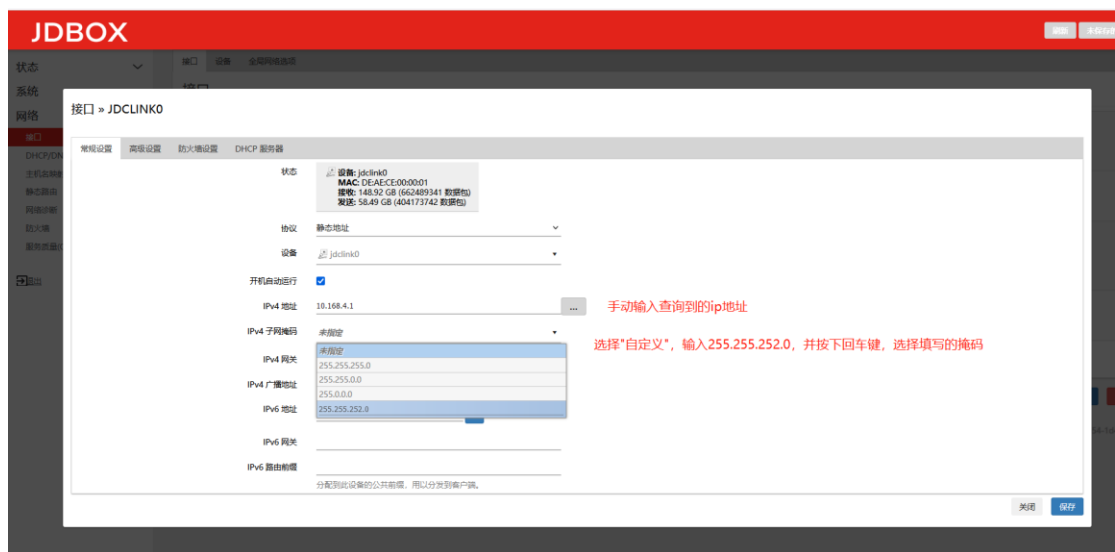 JDBOX
刷新
状态
接口 设备 全局网络选项
系统
网络
接口 » JDCLINK0
接口
常规设置 高级设置 防火墙设置 DHCP 服务器
DHCP/DN
主机名映射
静态路由
网络诊断
防火墙
退出
状态
设备: jdclink0
MAC: DE:AE:CE:00:00:01
接收: 148.92 GB (662489341 数据包)
发送: 58.49 GB (404173742 数据包)
协议 静态地址
设备 jdclink0
开机自动运行
IPv4 地址 10.168.4.1 ... 手动输入查询到的ip地址
IPv4 子网掩码 未指定
选择"自定义"，输入255.255.252.0，并按下回车键，选择填写的掩码
未指定
IPv4 网关 255.255.255.0
255.255.0.0
IPv4 广播地址
255.0.0.0
IPv6 地址 255.255.252.0
IPv6 网关
IPv6 路由前缀
分配到此设备的公共前缀，用以分发到客户端。
关闭 保存